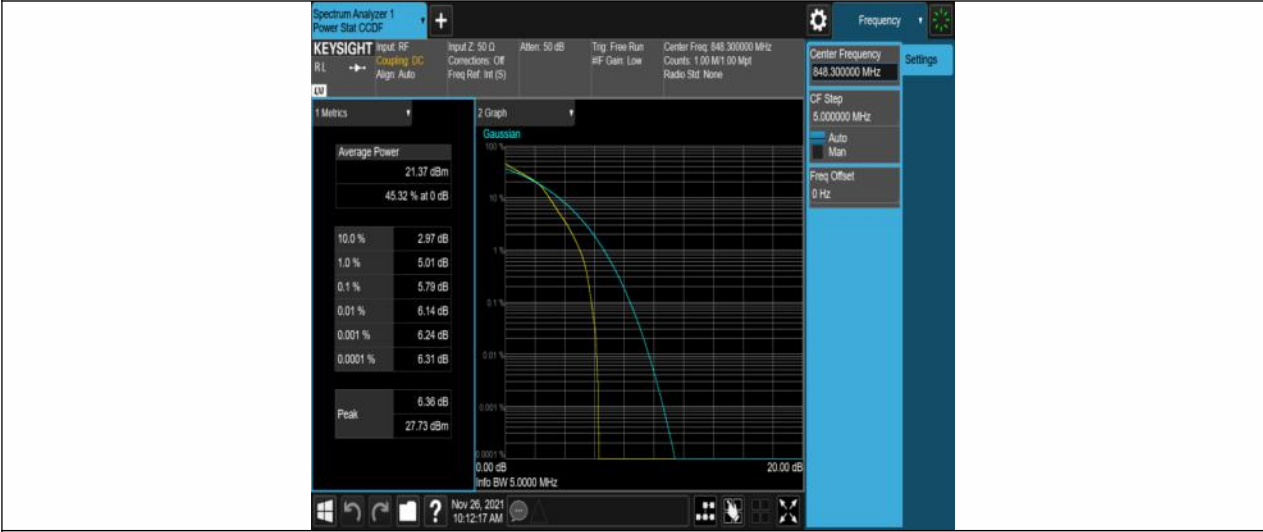 Spectrum Analyzer 1
Power Stat CCDF
+
Frequency
KEYSIGHT
RL
LXI
Input: RF
Coupling: DC
Align: Auto
Input Z: 50 Ω
Corrections: Off
Freq Ref: Int (S)
Atten: 50 dB
Trig: Free Run
#IF Gain: Low
Center Freq: 848.300000 MHz
Counts: 1.00 M/1.00 Mpt
Radio Std: None
Center Frequency
848.300000 MHz
Settings
CF Step
5.000000 MHz
Auto
Man
Freq Offset
0 Hz
1 Metrics
Average Power
21.37 dBm
45.32 % at 0 dB
10.0 % 2.97 dB
1.0 % 5.01 dB
0.1 % 5.79 dB
0.01 % 6.14 dB
0.001 % 6.24 dB
0.0001 % 6.31 dB
Peak 6.36 dB
27.73 dBm
2 Graph
Gaussian
100 %
10 %
1 %
0.1 %
0.01 %
0.001 %
0.0001 %
0.00 dB 20.00 dB
Info BW 5.0000 MHz
?
Nov 26, 2021
10:12:17 AM